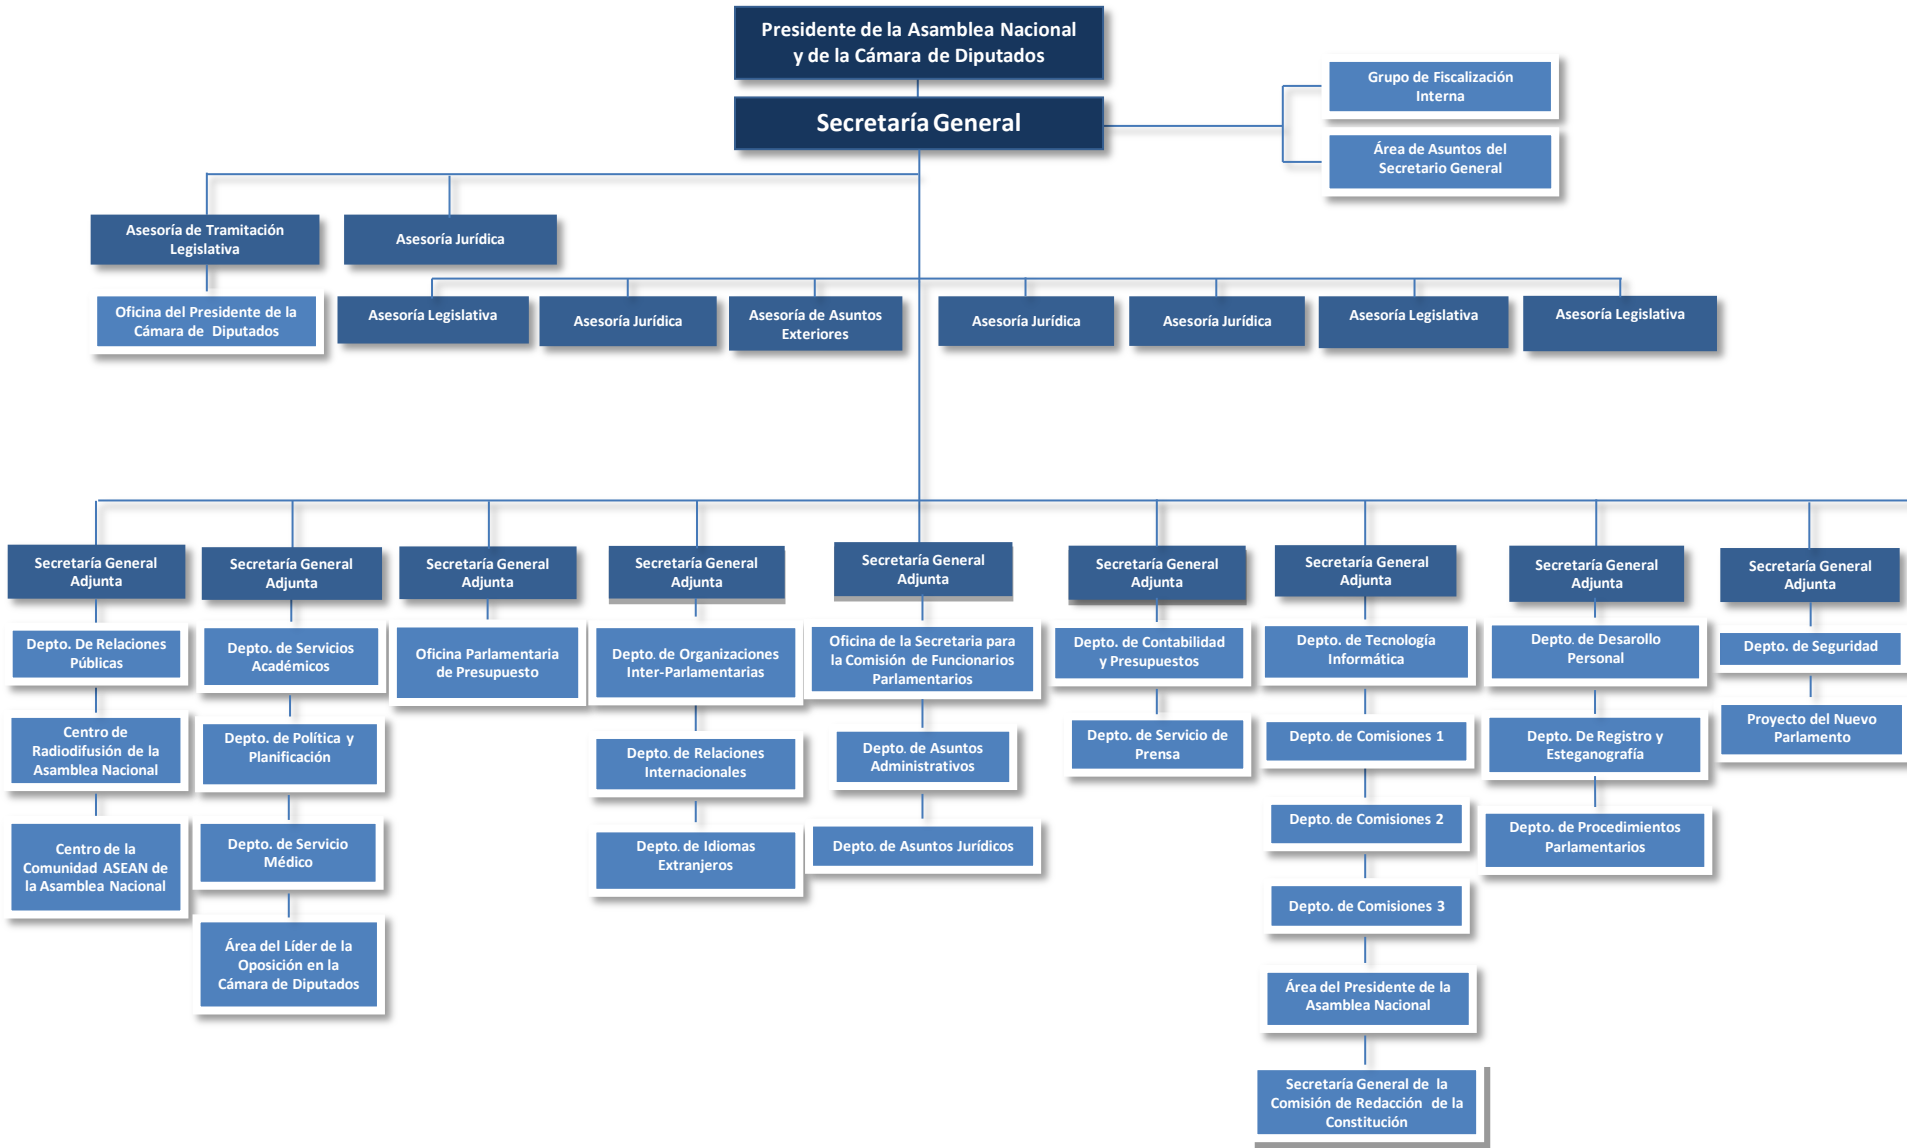 Presidente de la Asamblea Nacional
y de la Cámara de Diputados
Secretaría General
Grupo de Fiscalización
Interna
Área de Asuntos del
Secretario General
Asesoría de Tramitación
Legislativa
Asesoría Jurídica
Oficina del Presidente de la
Cámara de Diputados
Asesoría Legislativa
Asesoría Jurídica
Asesoría de Asuntos
Exteriores
Asesoría Jurídica
Asesoría Jurídica
Asesoría Legislativa
Asesoría Legislativa
Secretaría General
Adjunta
Depto. De Relaciones
Públicas
Centro de
Radiodifusión de la
Asamblea Nacional
Centro de la
Comunidad ASEAN de
la Asamblea Nacional
Secretaría General
Adjunta
Depto. de Servicios
Académicos
Depto. de Política y
Planificación
Depto. de Servicio
Médico
Área del Líder de la
Oposición en la
Cámara de Diputados
Secretaría General
Adjunta
Oficina Parlamentaria
de Presupuesto
Secretaría General
Adjunta
Depto. de Organizaciones
Inter-Parlamentarias
Depto. de Relaciones
Internacionales
Depto. de Idiomas
Extranjeros
Secretaría General
Adjunta
Oficina de la Secretaria para
la Comisión de Funcionarios
Parlamentarios
Depto. de Asuntos
Administrativos
Depto. de Asuntos Jurídicos
Secretaría General
Adjunta
Depto. de Contabilidad
y Presupuestos
Depto. de Servicio de
Prensa
Secretaría General
Adjunta
Depto. de Tecnología
Informática
Depto. de Comisiones 1
Depto. de Comisiones 2
Depto. de Comisiones 3
Área del Presidente de la
Asamblea Nacional
Secretaría General de la
Comisión de Redacción de la
Constitución
Secretaría General
Adjunta
Depto. de Desarollo
Personal
Depto. De Registro y
Esteganografía
Depto. de Procedimientos
Parlamentarios
Secretaría General
Adjunta
Depto. de Seguridad
Proyecto del Nuevo
Parlamento